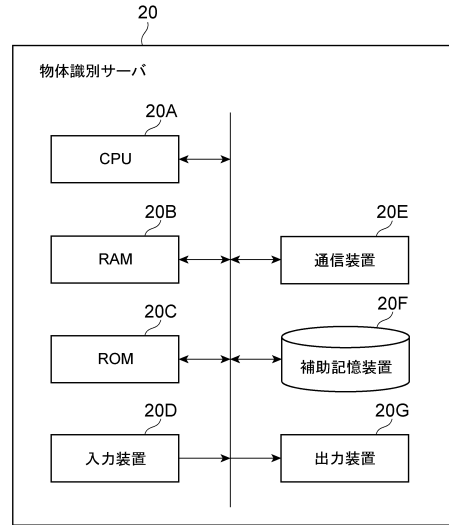 20
物体識別サーバ
20A
CPU
20B
RAM
20E
通信装置
20C
ROM
20F
補助記憶装置
20D
入力装置
20G
出力装置